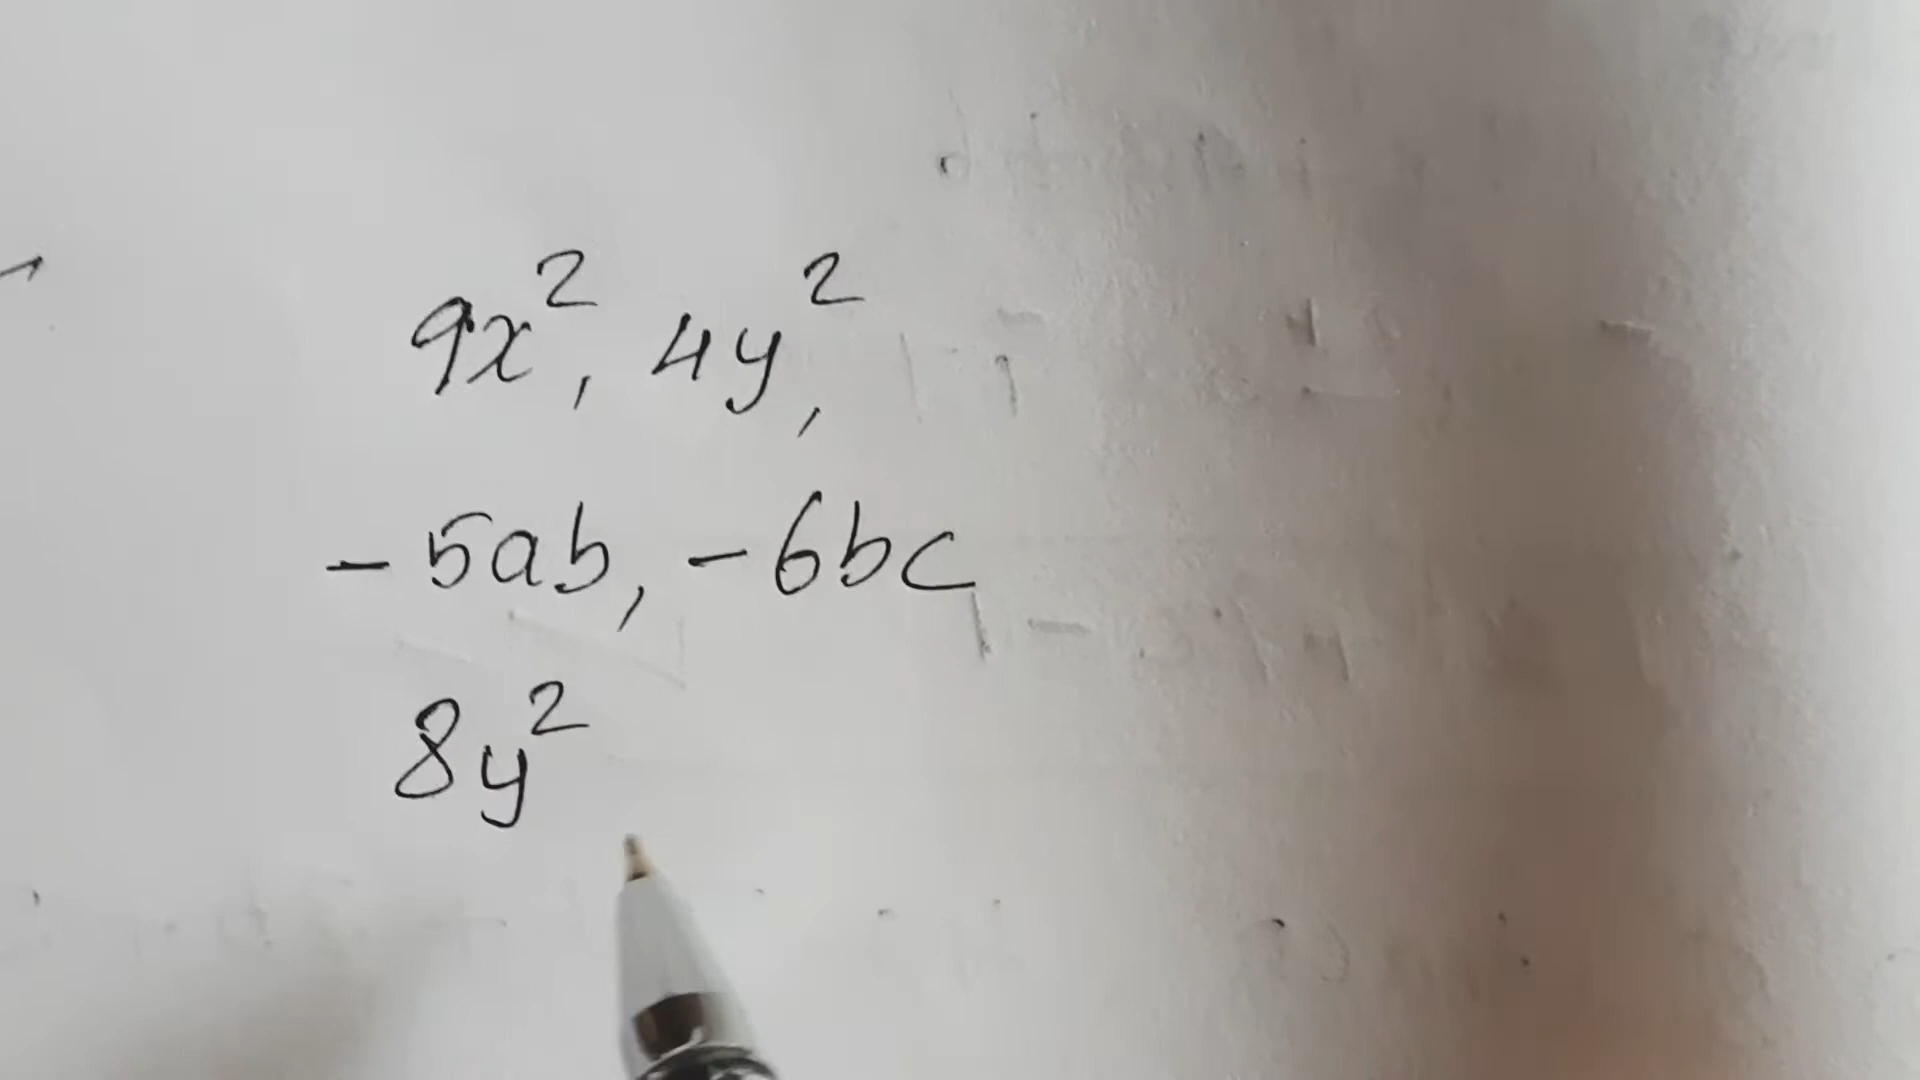 9x², 4y²,
- 5ab, - 6bc
8y²